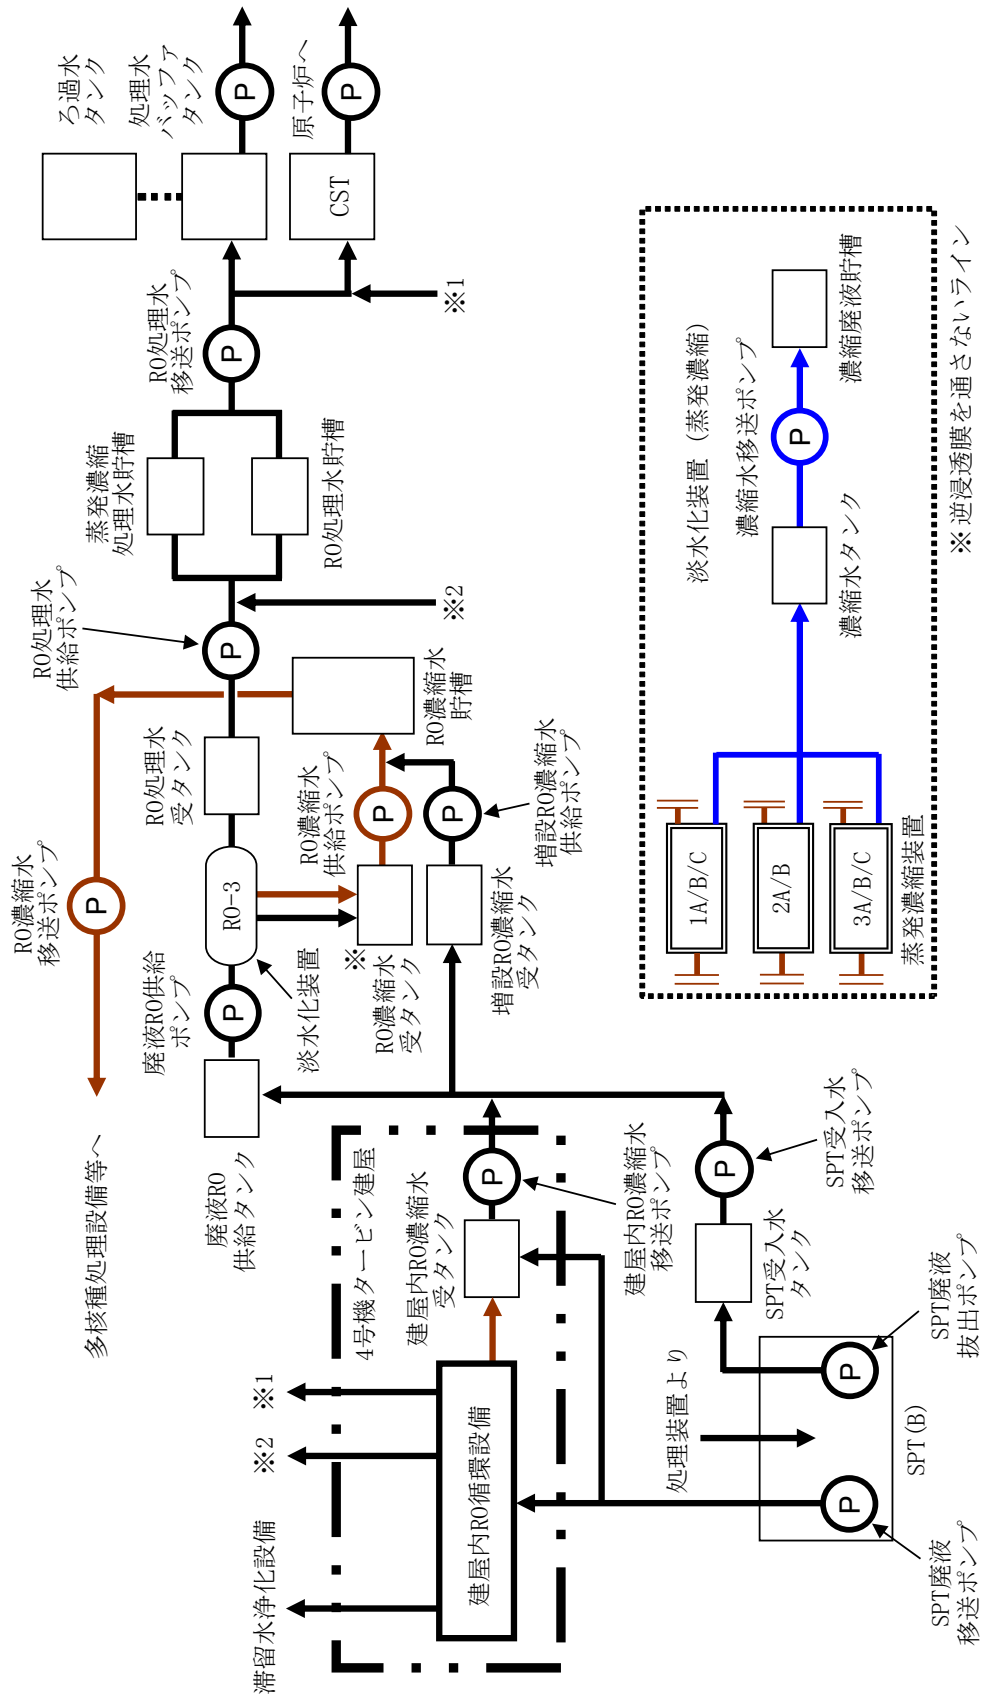 滞留水浄化設備
※2
※1
4号機タービン建屋
建屋内RO循環設備
建屋内RO濃縮水
受タンク
P
建屋内RO濃縮水
移送ポンプ
SPT廃液
移送ポンプ
P
SPT(B)
処理装置より
P
SPT廃液
抜出ポンプ
SPT受入水
タンク
P
SPT受入水
移送ポンプ
多核種処理設備等へ
RO濃縮水
移送ポンプ
P
廃液RO
供給タンク
廃液RO供給
ポンプ
P
淡水化装置
RO-3
※
RO濃縮水
受タンク
RO濃縮水
供給ポンプ
P
RO濃縮水
貯槽
増設RO濃縮水
受タンク
P
増設RO濃縮水
供給ポンプ
RO処理水
受タンク
RO処理水
供給ポンプ
P
※2
蒸発濃縮
処理水貯槽
RO処理水貯槽
RO処理水
移送ポンプ
P
※1
ろ過水
タンク
処理水
バッファ
タンク
P
CST
原子炉へ
P
1A/B/C
2A/B
3A/B/C
蒸発濃縮装置
淡水化装置(蒸発濃縮)
濃縮水タンク
濃縮水移送ポンプ
P
濃縮廃液貯槽
※逆浸透膜を通さないライン